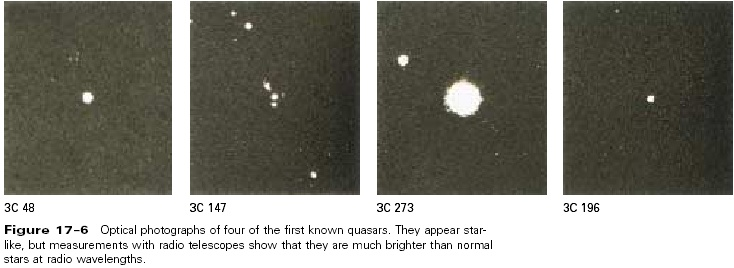 3C 48
3C 147
3C 273
3C 196
Figure 17-6 Optical photographs of four of the first known quasars. They appear star-
like, but measurements with radio telescopes show that they are much brighter than normal
stars at radio wavelengths.